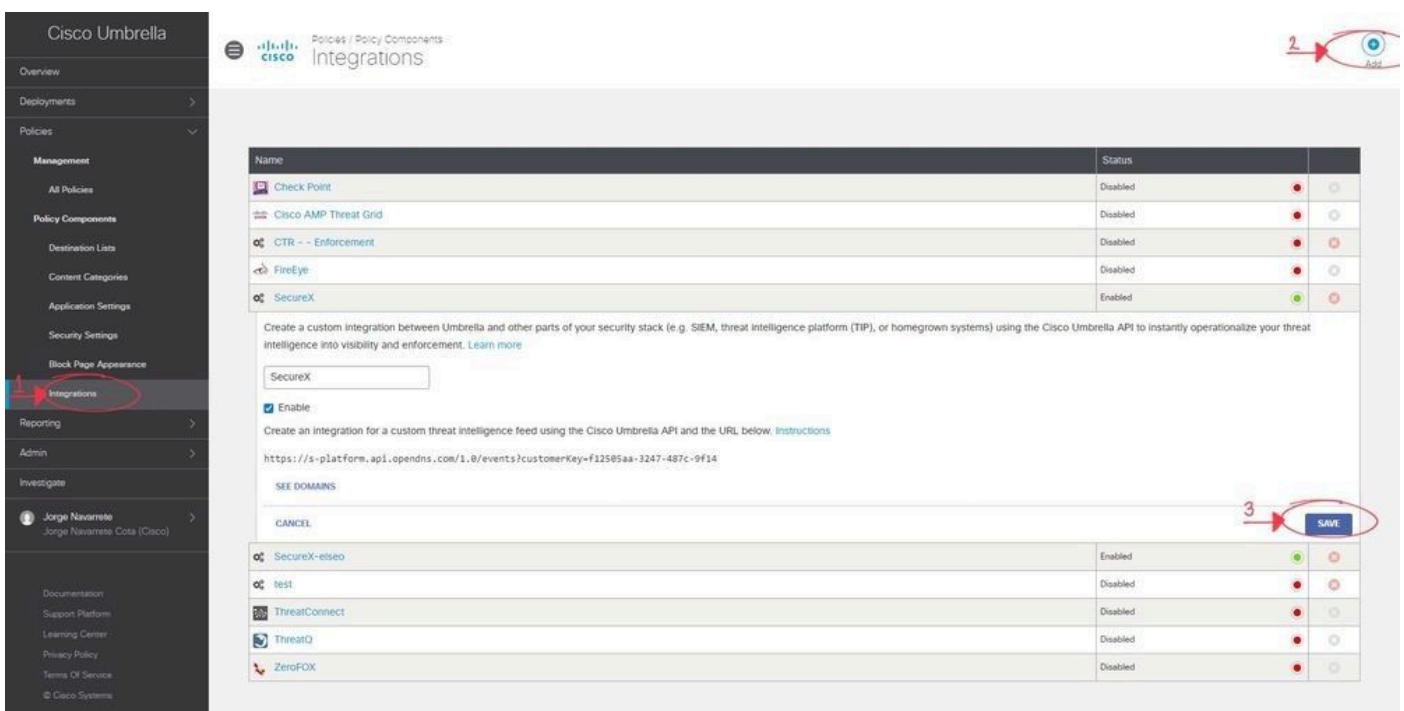 Cisco Umbrella
Overview
Deployments
Policies
Management
All Policies
Policy Components
Destination Lists
Content Categories
Application Settings
Security Settings
Block Page Appearance
1
Integrations
Reporting
Admin
Investigate
Jorge Navarrete
Jorge Navarrete Cota (Cisco)
Documentation
Support Platform
Learning Center
Privacy Policy
Terms Of Service
© Cisco Systems
CISCO
Policies / Policy Components
Integrations
2
Add
Name Status
Check Point Disabled
Cisco AMP Threat Grid Disabled
CTR - - Enforcement Disabled
FireEye Disabled
SecureX Enabled
Create a custom integration between Umbrella and other parts of your security stack (e.g. SIEM, threat intelligence platform (TIP), or homegrown systems) using the Cisco Umbrella API to instantly operationalize your threat
intelligence into visibility and enforcement. Learn more
SecureX
Enable
Create an integration for a custom threat intelligence feed using the Cisco Umbrella API and the URL below. Instructions
https://s-platform.api.opendns.com/1.0/events?customerKey=f12505aa-3247-487c-9f14
SEE DOMAINS
CANCEL
3
SAVE
SecureX-elseo Enabled
test Disabled
ThreatConnect Disabled
ThreatQ Disabled
ZeroFOX Disabled